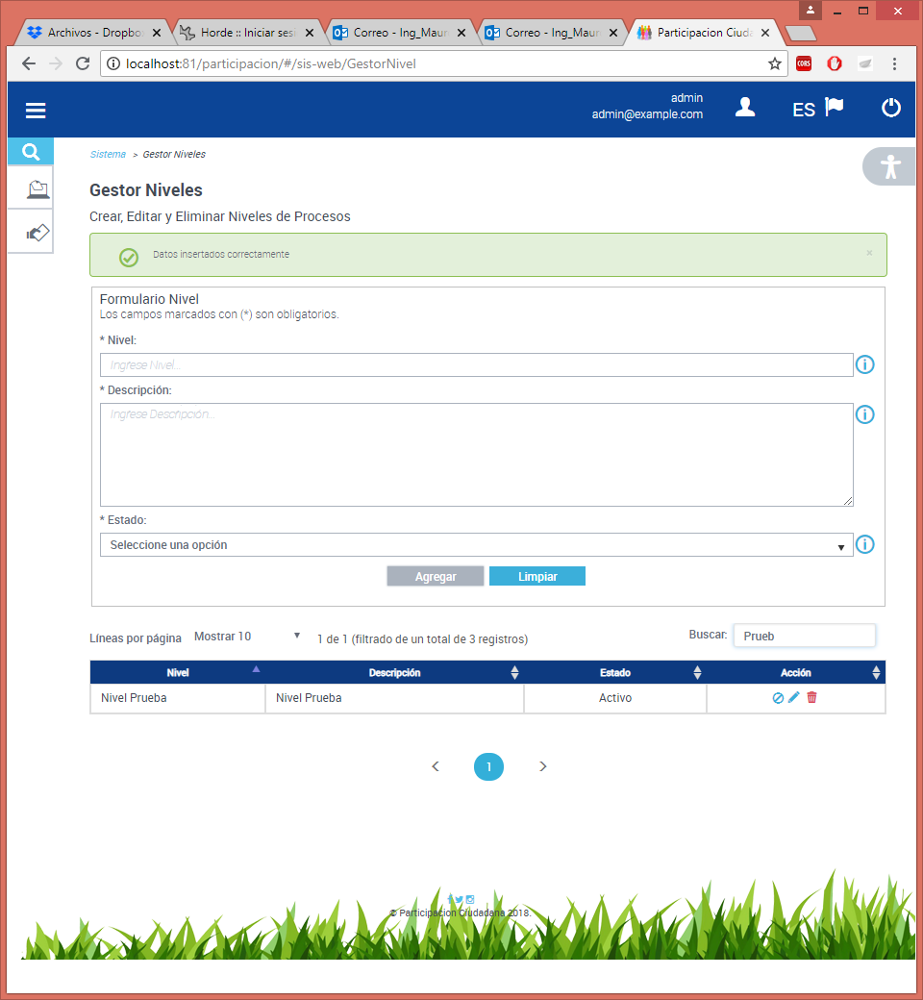 Archivos - Dropbo
Horde :: Iniciar sesi
Correo - Ing_Mauri
Correo - Ing_Mauri
Participacion Ciuda
localhost:81/participacion/#/sis-web/GestorNivel
CORS
admin
admin@example.com
ES
Sistema > Gestor Niveles
Gestor Niveles
Crear, Editar y Eliminar Niveles de Procesos
Datos insertados correctamente
×
Formulario Nivel
Los campos marcados con (*) son obligatorios.
* Nivel:
Ingrese Nivel...
* Descripción:
Ingrese Descripción...
* Estado:
Seleccione una opción
Agregar Limpiar
Líneas por página Mostrar 10 1 de 1 (filtrado de un total de 3 registros) Buscar: Prueb
Nivel Descripción Estado Acción
Nivel Prueba Nivel Prueba Activo
< 1 >
© Participacion Ciudadana 2018.